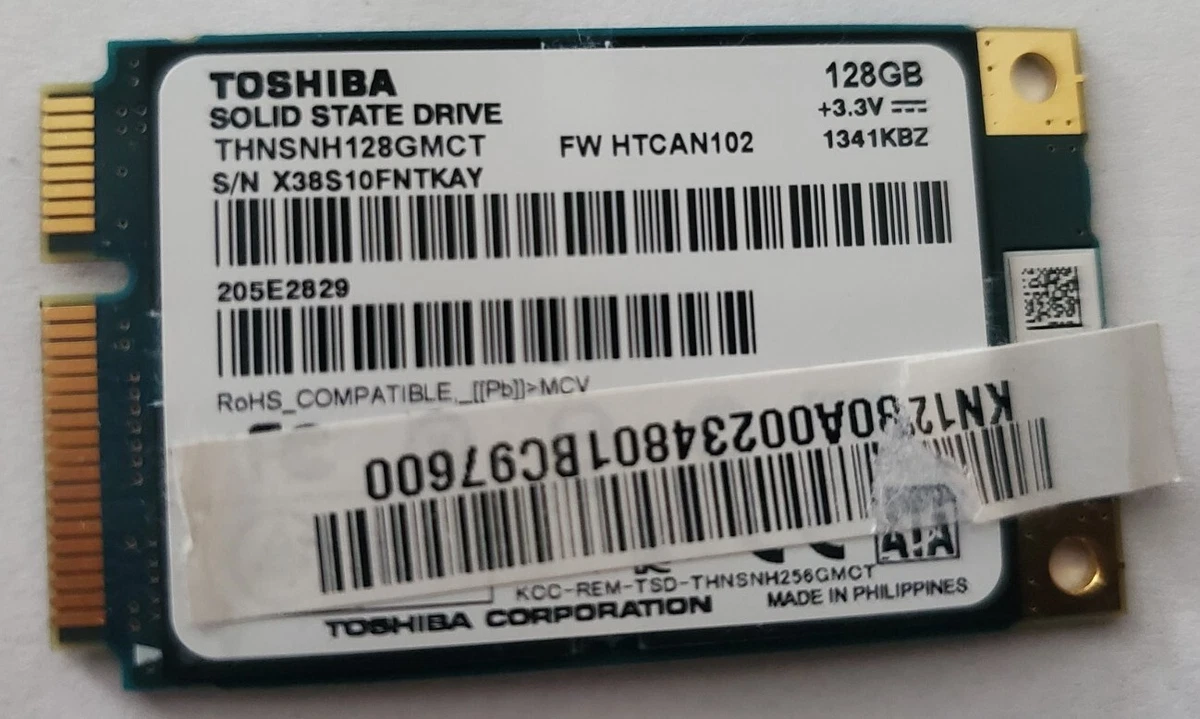 TOSHIBA
128GB
SOLID STATE DRIVE
+3.3V
THNSNH128GMCT FW HTCAN102 1341KBZ
S/N X38S10FNTKAY
205E2829
RoHS_COMPATIBLE,_[[Pb]]>MCV
00234801BC97600
KCC-REM-TSD-THNSNH256GMCT
TOSHIBA CORPORATION MADE IN PHILIPPINES